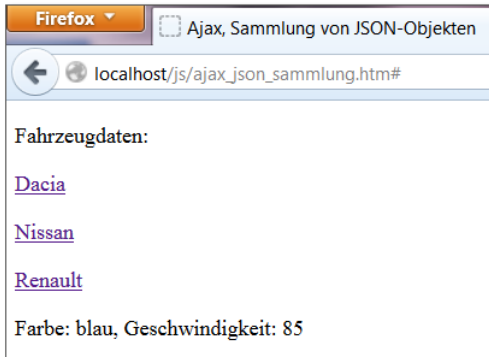 Firefox
Ajax, Sammlung von JSON-Objekten
localhost/js/ajax_json_sammlung.htm#
Fahrzeugdaten:
Dacia
Nissan
Renault
Farbe: blau, Geschwindigkeit: 85